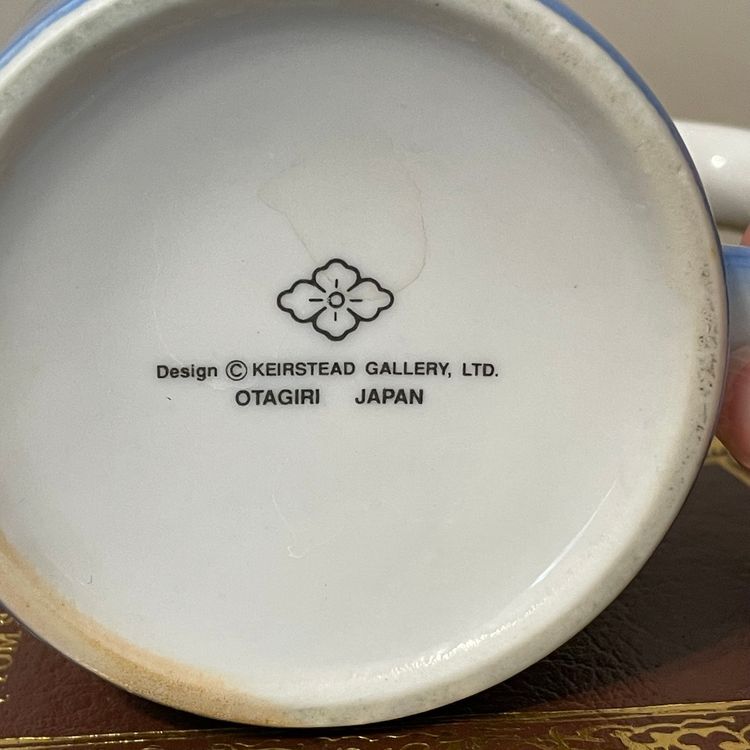 Design © KEIRSTEAD GALLERY, LTD.
OTAGIRI JAPAN